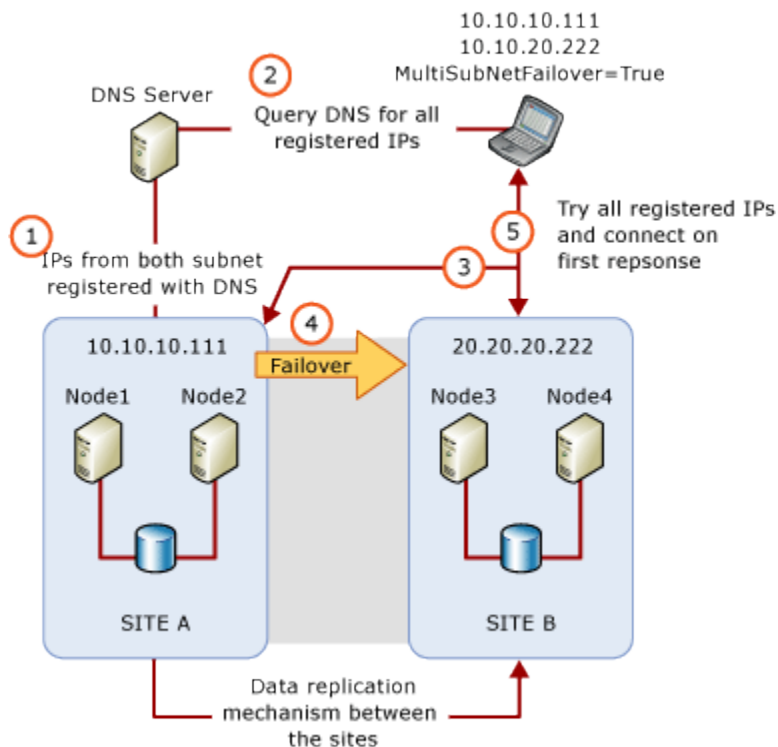 10.10.10.111
10.10.20.222
MultiSubNetFailover=True
2
DNS Server
Query DNS for all
registered IPs
1
IPs from both subnet
registered with DNS
5
Try all registered IPs
and connect on
first repsonse
3
4
10.10.10.111
Failover
20.20.20.222
Node1
Node2
Node3
Node4
SITE A
SITE B
Data replication
mechanism between
the sites